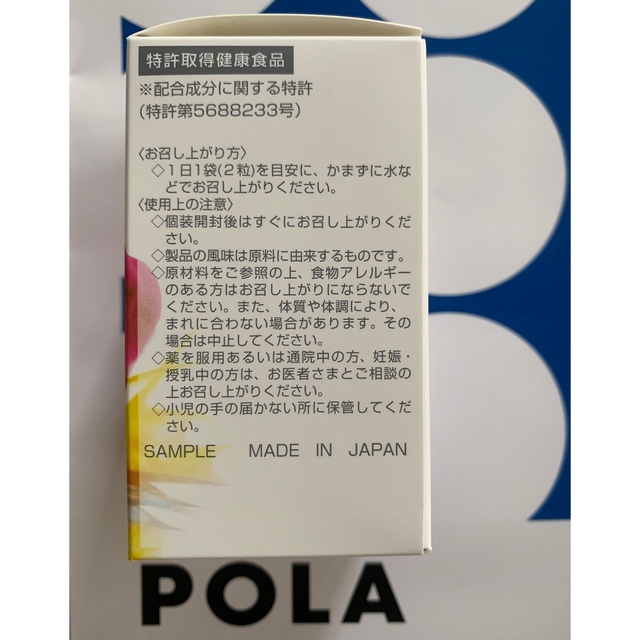 特許取得健康食品
※配合成分に関する特許
(特許第5688233号)
〈お召し上がり方〉
◇1日1袋(2粒)を目安に、かまずに水な
どでお召し上がりください。
〈使用上の注意〉
◇個装開封後はすぐにお召し上がりくだ
さい。
◇製品の風味は原料に由来するものです。
◇原材料をご参照の上、食物アレルギー
のある方はお召し上がりにならないで
ください。また、体質や体調により、
まれに合わない場合があります。その
場合は中止してください。
◇薬を服用あるいは通院中の方、妊娠・
授乳中の方は、お医者さまとご相談の
上お召し上がりください。
◇小児の手の届かない所に保管してくだ
さい。
SAMPLE MADE IN JAPAN
POLA